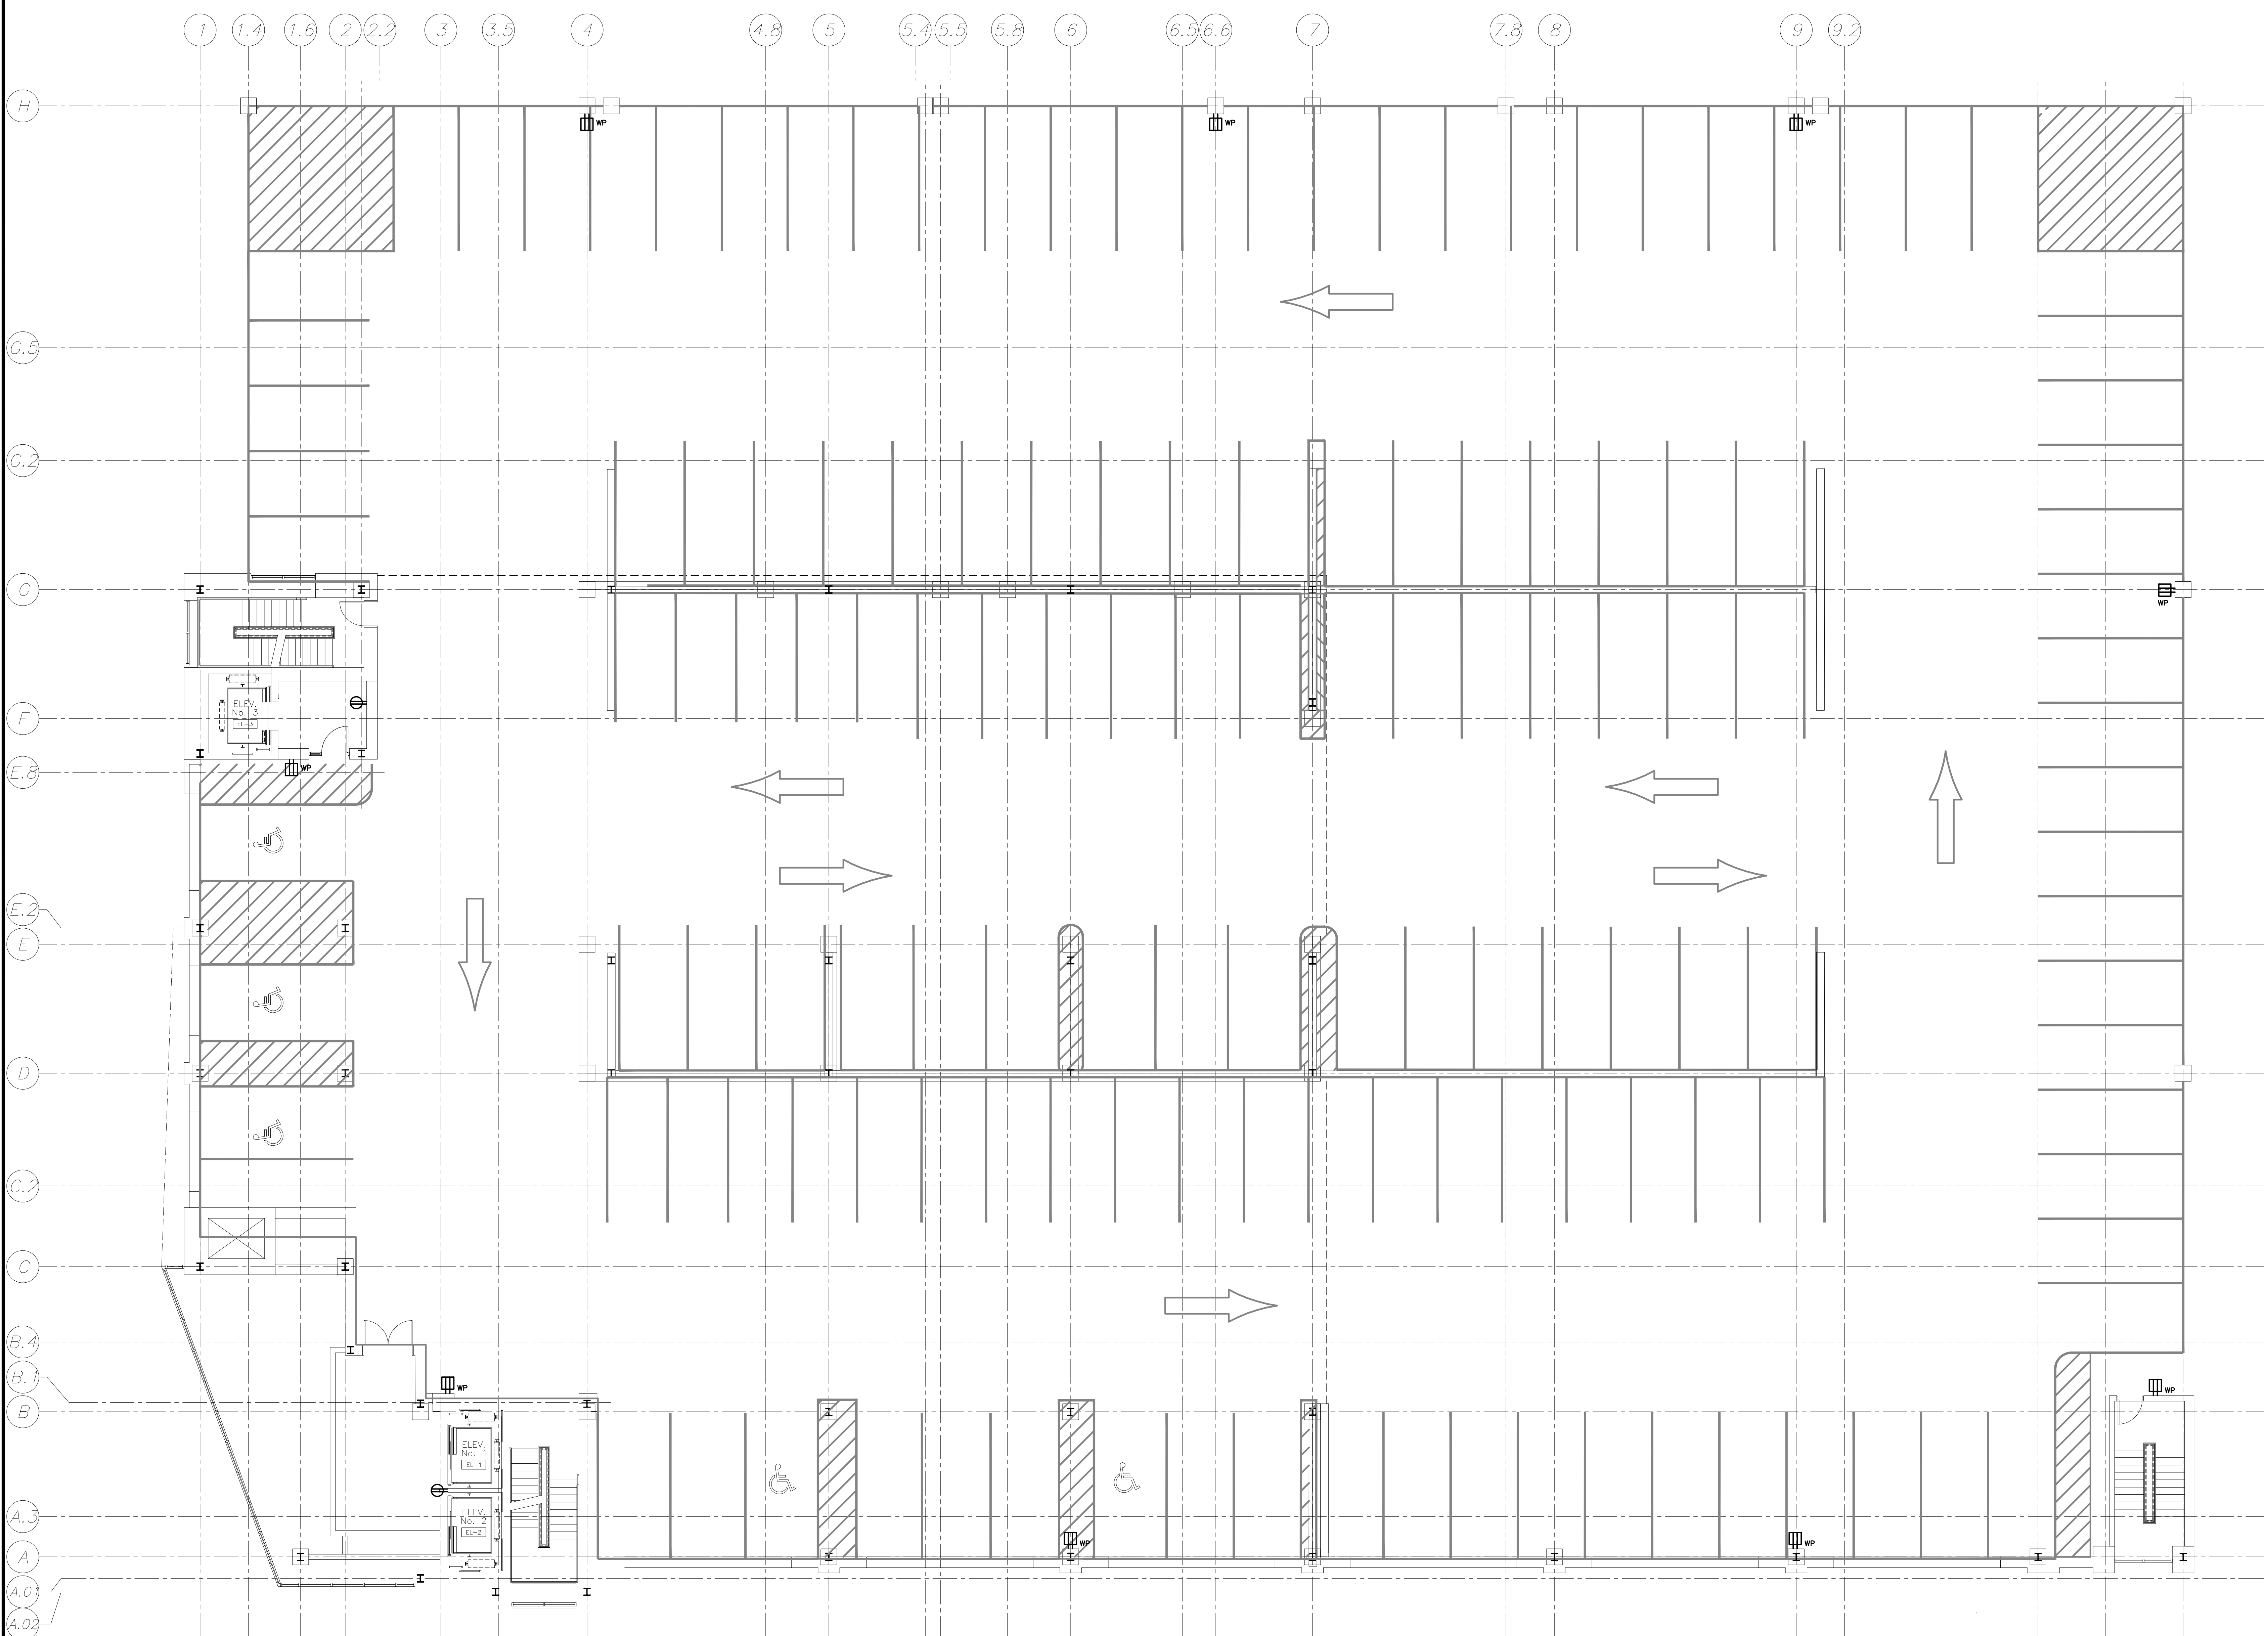 1 1.4 1.6 2 2.2 3 3.5 4 4.8 5 5.4 5.5 5.8 6 6.5 6.6 7 7.8 8 9 9.2
H
WP WP WP
G.5
G.2
G
WP
ELEV.
No. 3
EL-3
F
E.8
WP
E.2
E
D
C.2
C
B.4
B.1
WP WP
B
ELEV.
No. 1
EL-1
A.3
ELEV.
No. 2
EL-2
WP WP
A
A.01
A.02